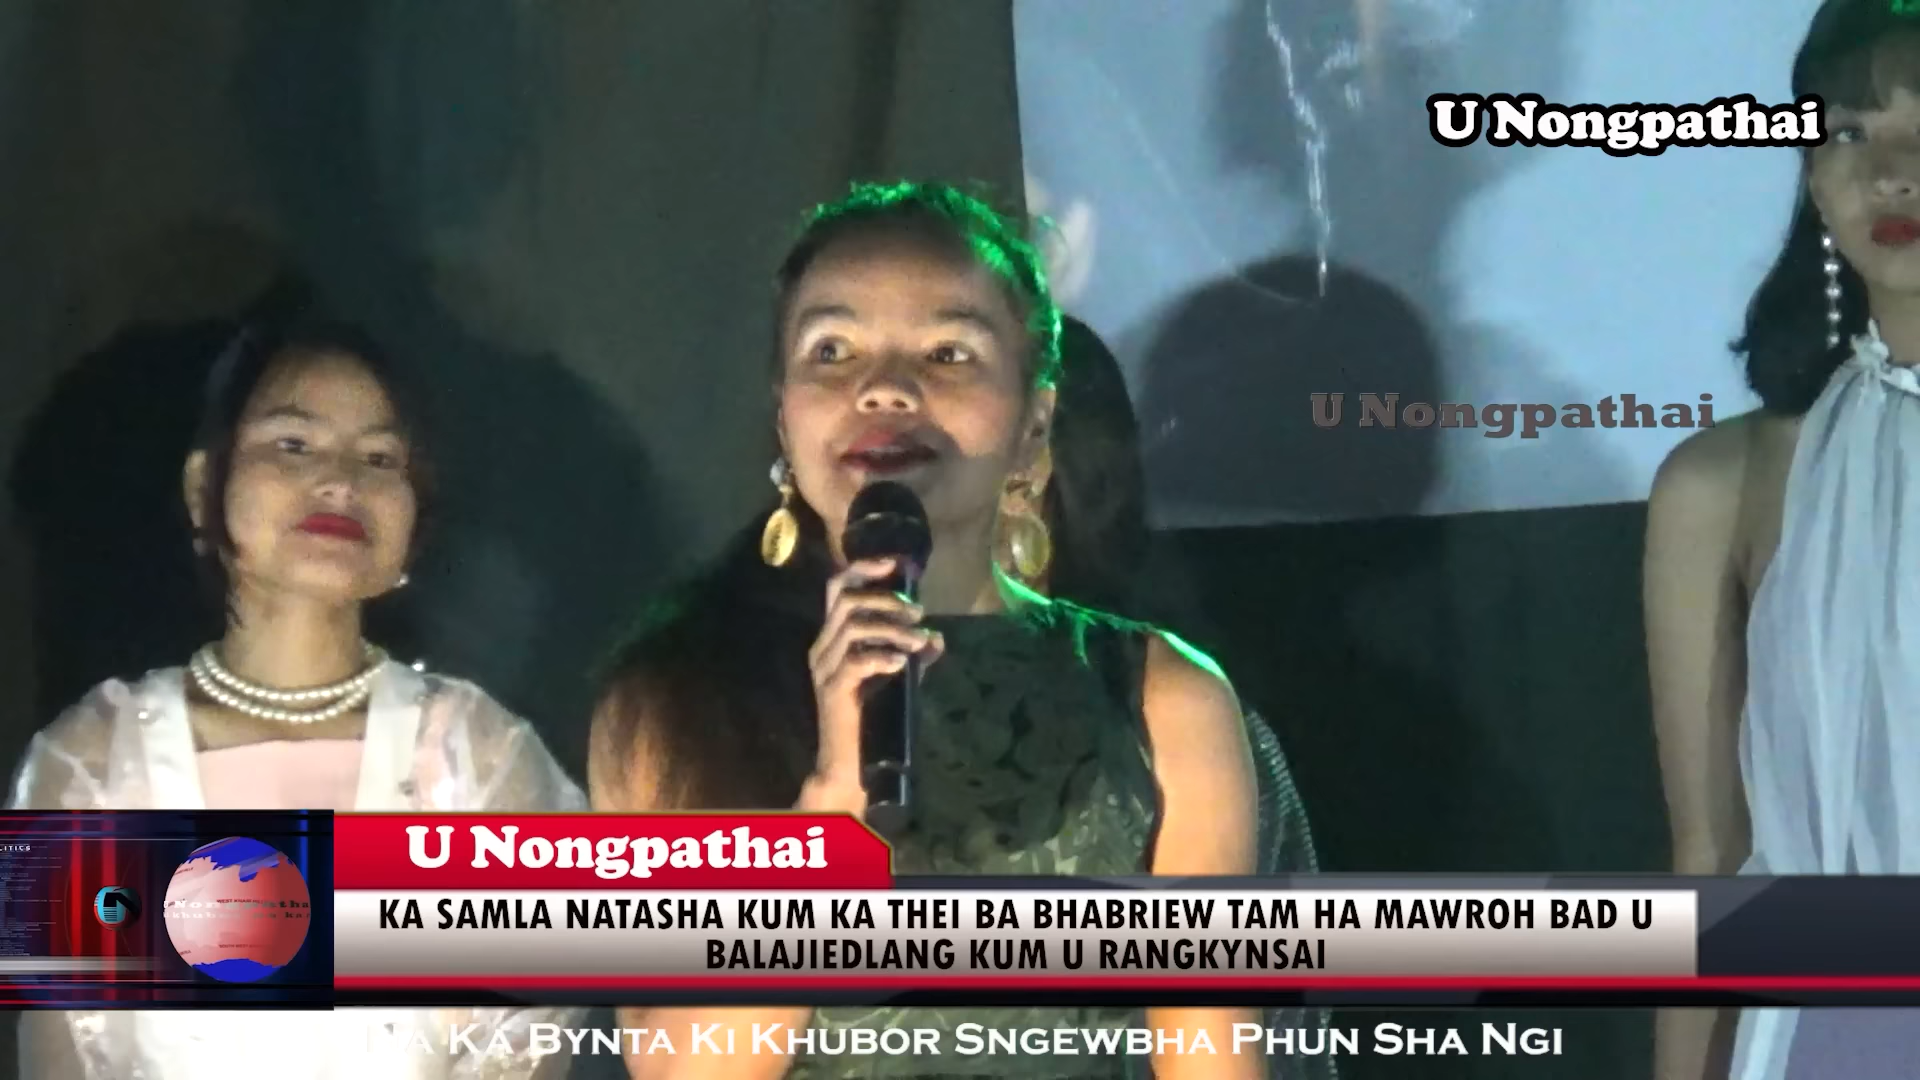 U Nongpathai
U Nongpathai
U Nongpathai
KA SAMLA NATASHA KUM KA THEI BA BHABRIEW TAM HA MAWROH BAD U
BALAJIEDLANG KUM U RANGKYNSAI
KA BYNTA KI KHUBOR SNGEWBHA PHUN SHA NGI